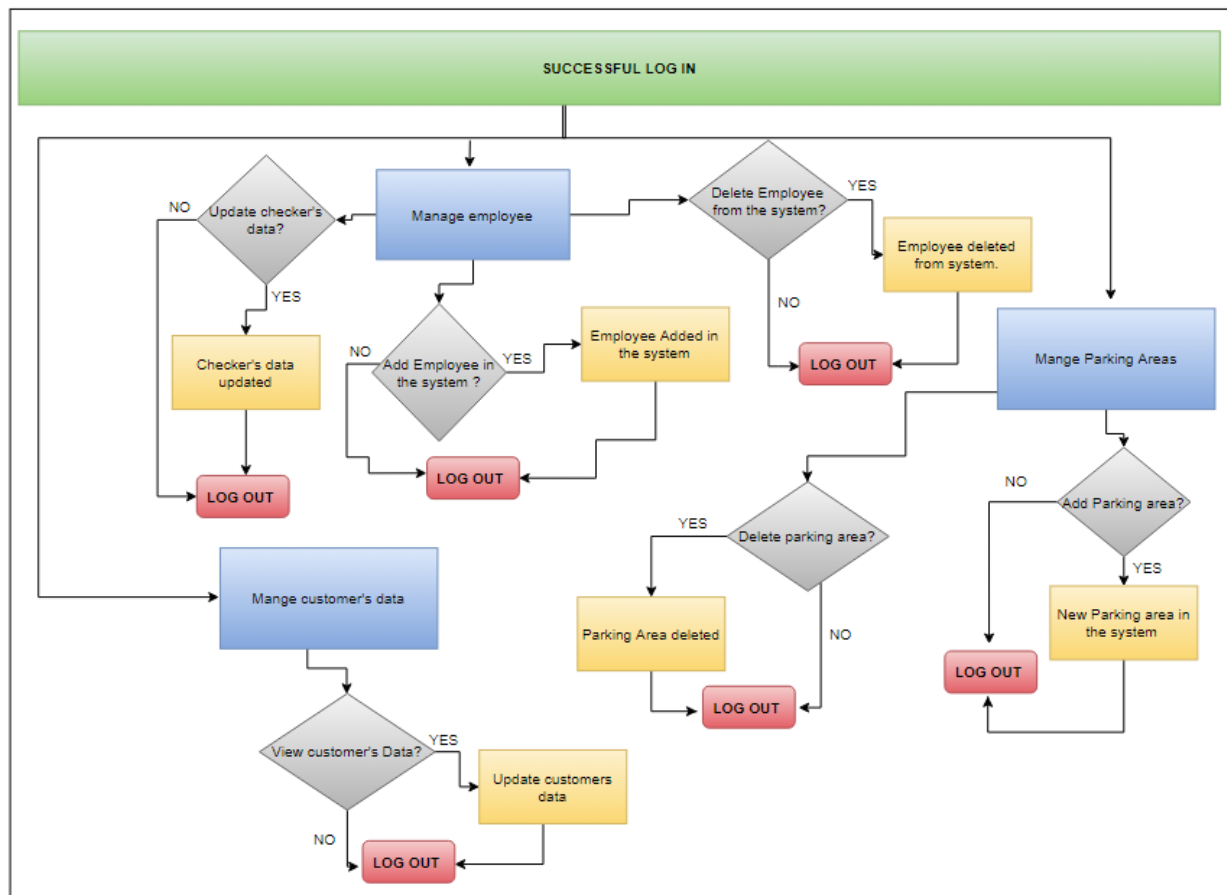 SUCCESSFUL LOG IN
Update checker's
data?
NO
YES
Checker's data
updated
LOG OUT
Manage employee
Add Employee in
the system ?
NO
YES
Employee Added in
the system
LOG OUT
Delete Employee
from the system?
YES
Employee deleted
from system.
NO
LOG OUT
Mange Parking Areas
Delete parking area?
YES
Parking Area deleted
NO
LOG OUT
Add Parking area?
NO
YES
New Parking area in
the system
LOG OUT
Mange customer's data
View customer's Data?
YES
Update customers
data
NO
LOG OUT